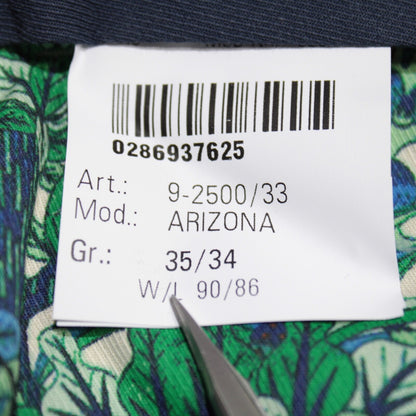 0286937625
Art.: 9-2500/33
Mod.: ARIZONA
Gr.: 35/34
W/L 90/86